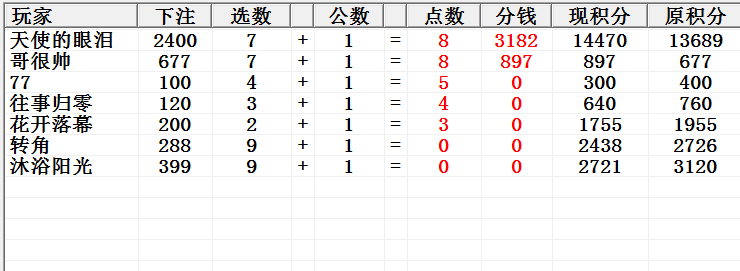 玩家 下注 选数 公数 点数 分钱 现积分 原积分
天使的眼泪 2400 7 + 1 = 8 3182 14470 13689
哥很帅 677 7 + 1 = 8 897 897 677
77 100 4 + 1 = 5 0 300 400
往事归零 120 3 + 1 = 4 0 640 760
花开落幕 200 2 + 1 = 3 0 1755 1955
转角 288 9 + 1 = 0 0 2438 2726
沐浴阳光 399 9 + 1 = 0 0 2721 3120